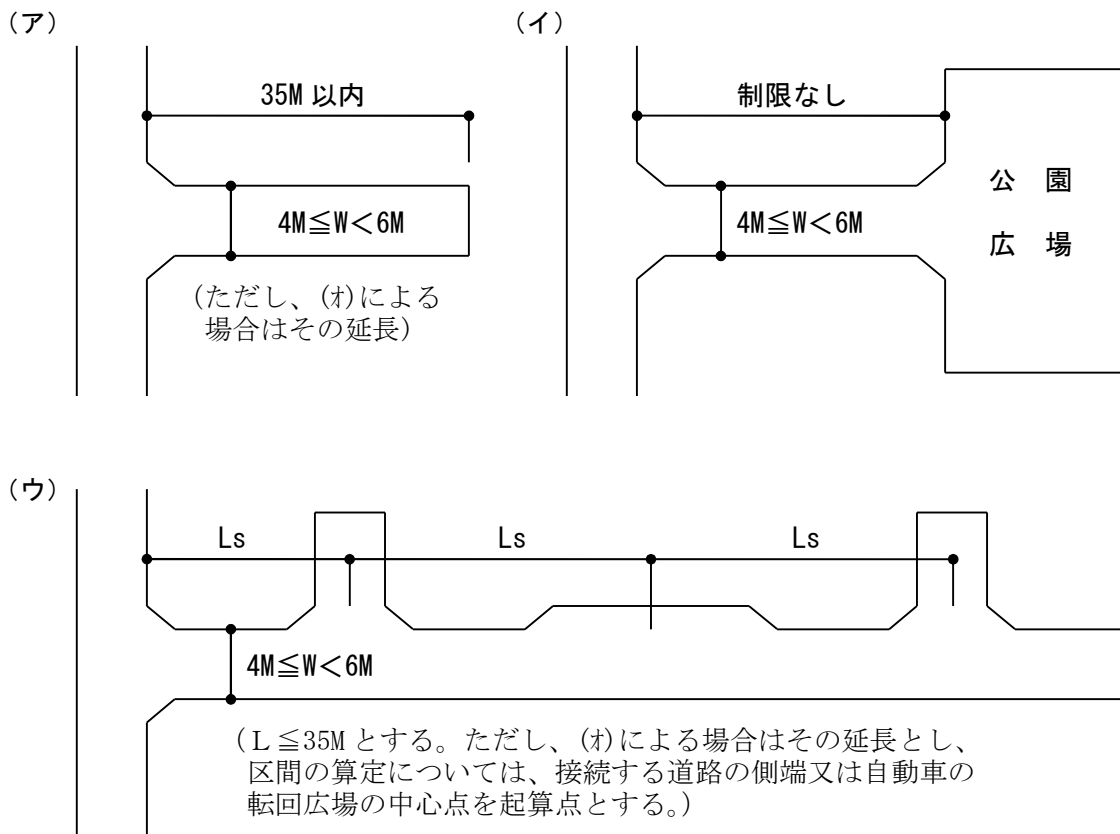 （ア）
35M 以内
4M≦W＜6M
（ただし、㈺による
場合はその延長）
（イ）
制限なし
4M≦W＜6M
公　園
広　場
（ウ）
Ls
Ls
Ls
4M≦W＜6M
（Ｌ≦35M とする。ただし、(ｵ)による場合はその延長とし、
区間の算定については、接続する道路の側端又は自動車の
転回広場の中心点を起算点とする。）